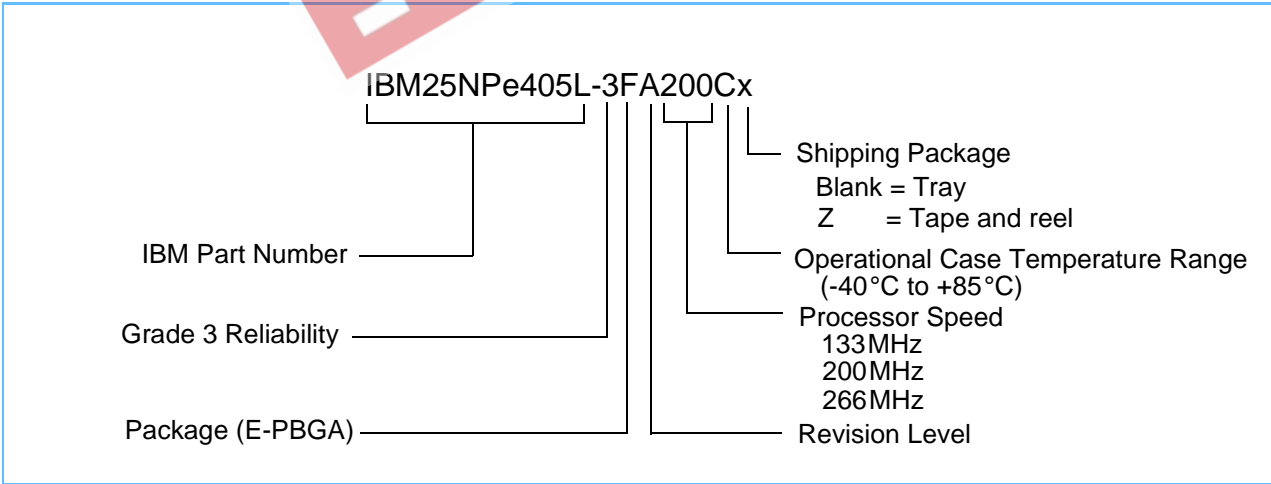 IBM25NPe405L-3FA200Cx
Shipping Package
Blank = Tray
Z = Tape and reel
IBM Part Number
Operational Case Temperature Range
(-40°C to +85°C)
Processor Speed
Grade 3 Reliability
133MHz
200MHz
266MHz
Package (E-PBGA)
Revision Level